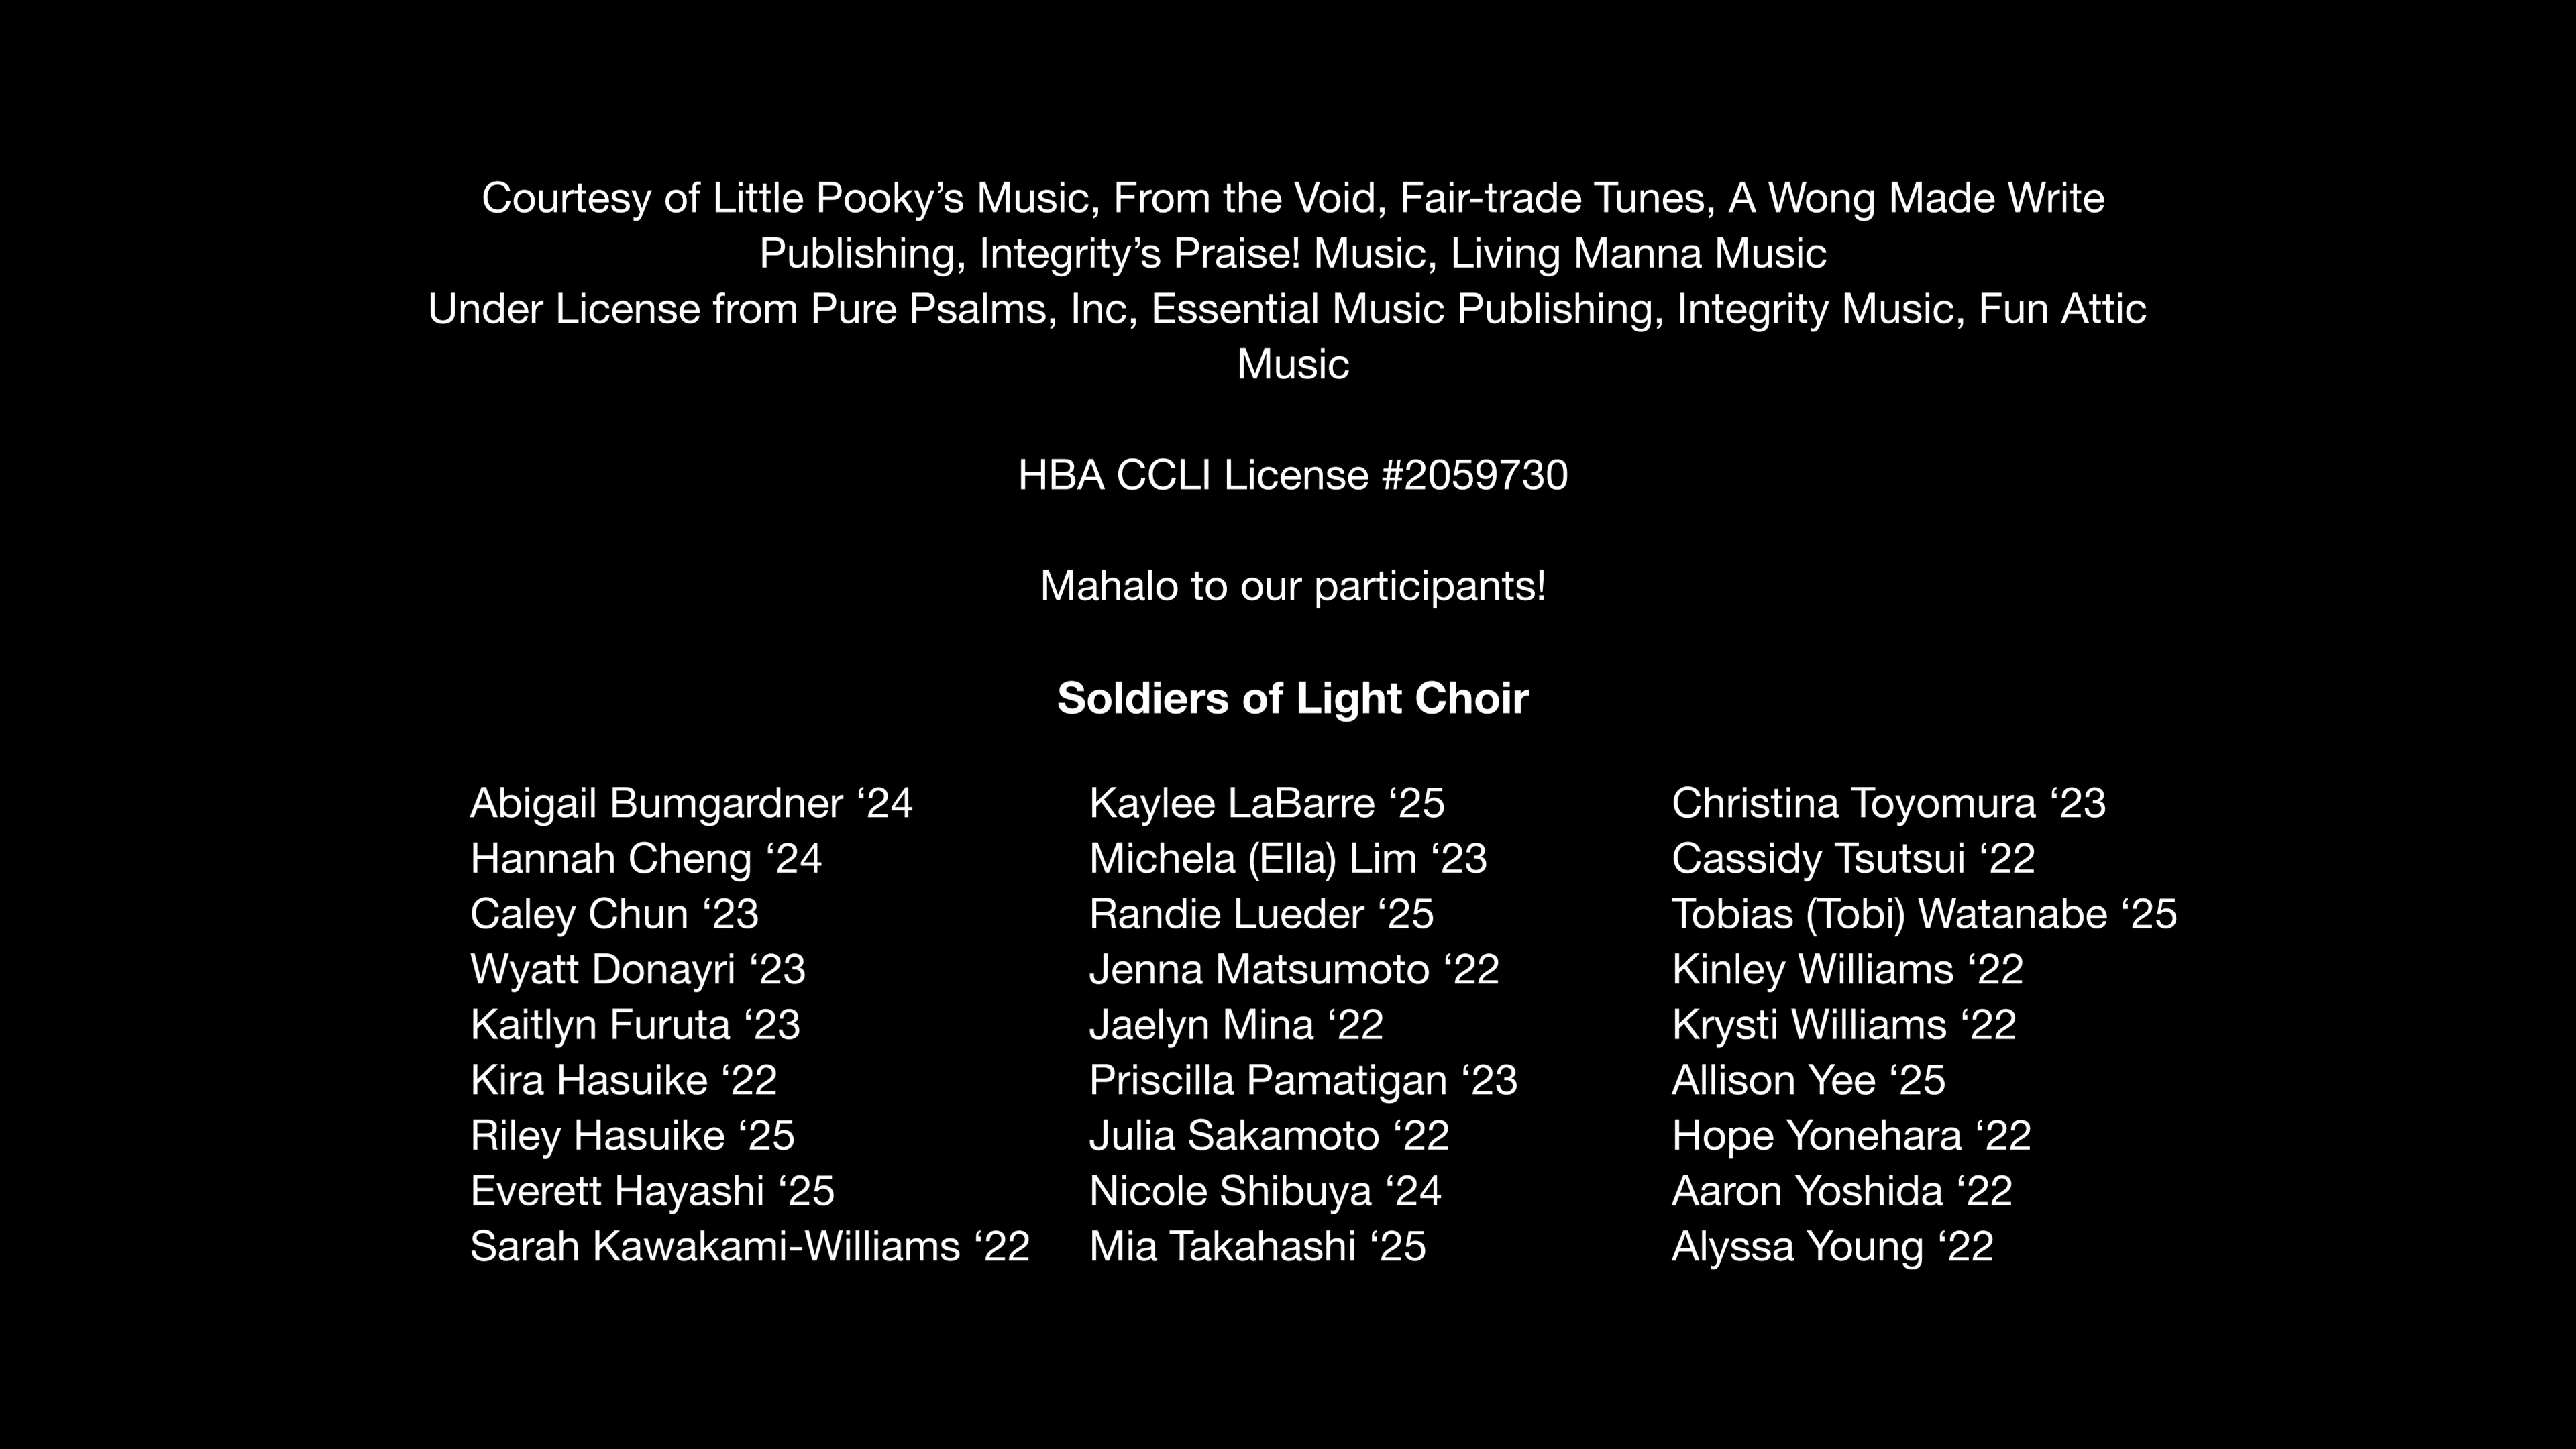 Courtesy of Little Pooky’s Music, From the Void, Fair-trade Tunes, A Wong Made Write
Publishing, Integrity’s Praise! Music, Living Manna Music
Under License from Pure Psalms, Inc, Essential Music Publishing, Integrity Music, Fun Attic
Music
HBA CCLI License #2059730
Mahalo to our participants!
Soldiers of Light Choir
Abigail Bumgardner ‘24
Hannah Cheng ‘24
Caley Chun ‘23
Wyatt Donayri ‘23
Kaitlyn Furuta ‘23
Kira Hasuike ‘22
Riley Hasuike ‘25
Everett Hayashi ‘25
Sarah Kawakami-Williams ‘22
Kaylee LaBarre ‘25
Michela (Ella) Lim ‘23
Randie Lueder ‘25
Jenna Matsumoto ‘22
Jaelyn Mina ‘22
Priscilla Pamatigan ‘23
Julia Sakamoto ‘22
Nicole Shibuya ‘24
Mia Takahashi ‘25
Christina Toyomura ‘23
Cassidy Tsutsui ‘22
Tobias (Tobi) Watanabe ‘25
Kinley Williams ‘22
Krysti Williams ‘22
Allison Yee ‘25
Hope Yonehara ‘22
Aaron Yoshida ‘22
Alyssa Young ‘22